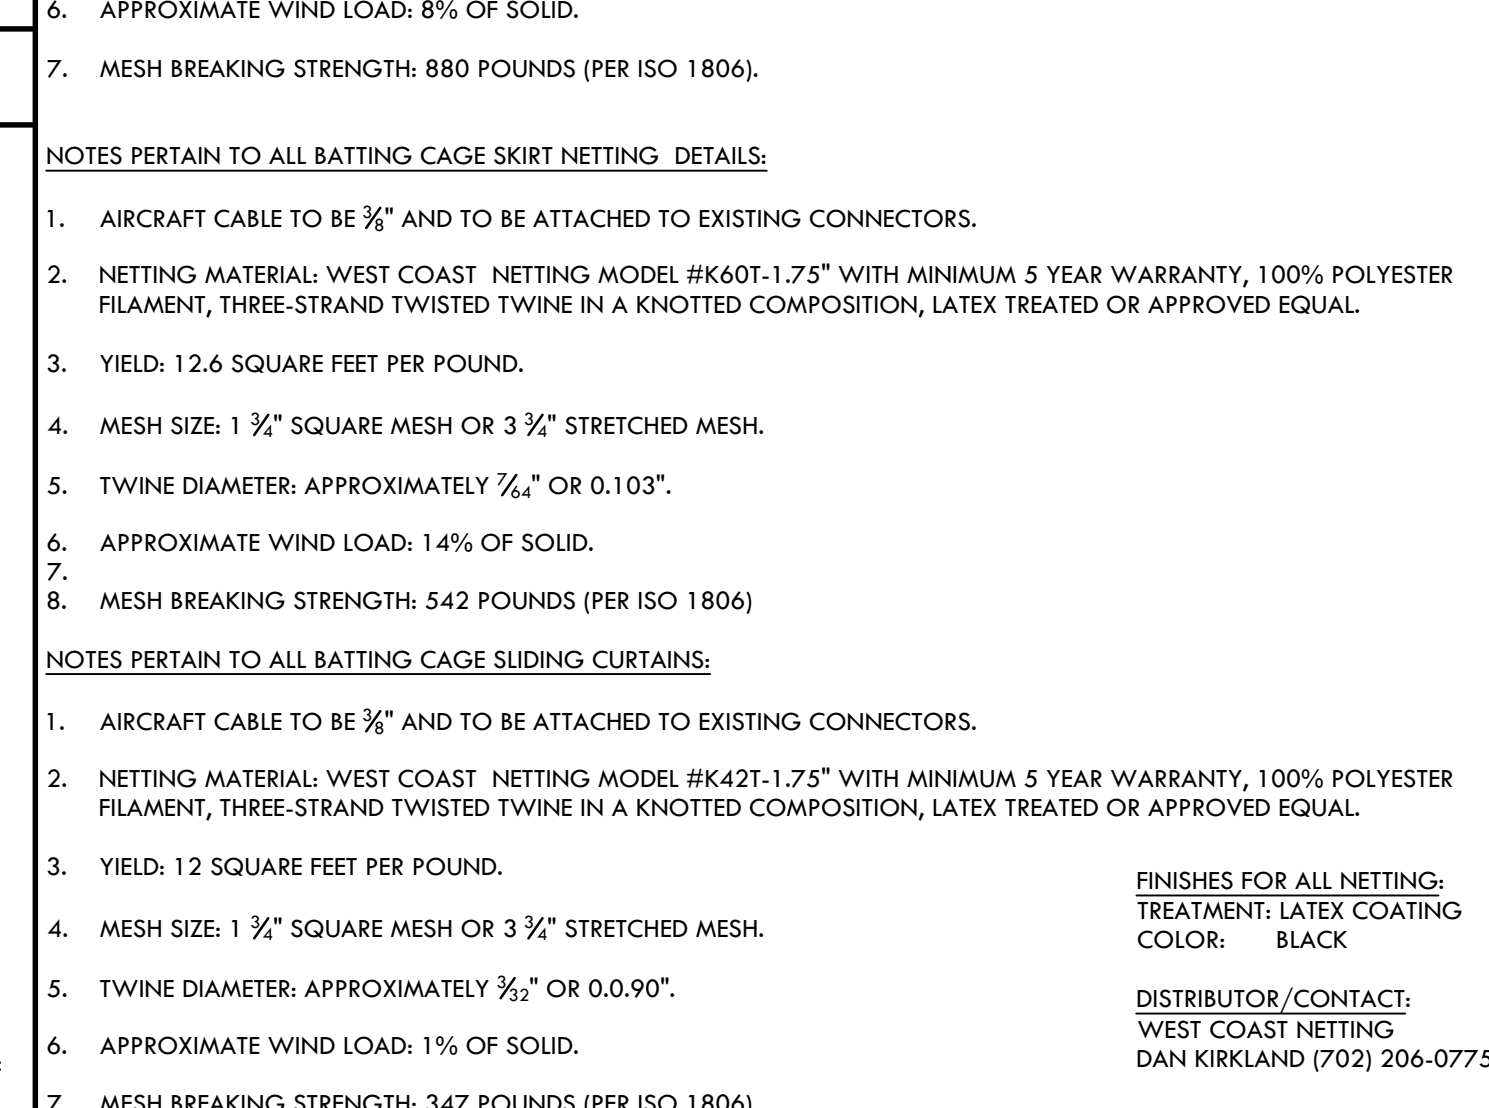 6. APPROXIMATE WIND LOAD: 8% OF SOLID.
7. MESH BREAKING STRENGTH: 880 POUNDS (PER ISO 1806).
NOTES PERTAIN TO ALL BATTING CAGE SKIRT NETTING DETAILS:
1. AIRCRAFT CABLE TO BE 3/8" AND TO BE ATTACHED TO EXISTING CONNECTORS.
2. NETTING MATERIAL: WEST COAST NETTING MODEL #K60T-1.75" WITH MINIMUM 5 YEAR WARRANTY, 100% POLYESTER
FILAMENT, THREE-STRAND TWISTED TWINE IN A KNOTTED COMPOSITION, LATEX TREATED OR APPROVED EQUAL.
3. YIELD: 12.6 SQUARE FEET PER POUND.
4. MESH SIZE: 1 3/4" SQUARE MESH OR 3 3/4" STRETCHED MESH.
5. TWINE DIAMETER: APPROXIMATELY 7/64" OR 0.103".
6. APPROXIMATE WIND LOAD: 14% OF SOLID.
7.
8. MESH BREAKING STRENGTH: 542 POUNDS (PER ISO 1806)
NOTES PERTAIN TO ALL BATTING CAGE SLIDING CURTAINS:
1. AIRCRAFT CABLE TO BE 3/8" AND TO BE ATTACHED TO EXISTING CONNECTORS.
2. NETTING MATERIAL: WEST COAST NETTING MODEL #K42T-1.75" WITH MINIMUM 5 YEAR WARRANTY, 100% POLYESTER
FILAMENT, THREE-STRAND TWISTED TWINE IN A KNOTTED COMPOSITION, LATEX TREATED OR APPROVED EQUAL.
3. YIELD: 12 SQUARE FEET PER POUND.
4. MESH SIZE: 1 3/4" SQUARE MESH OR 3 3/4" STRETCHED MESH.
5. TWINE DIAMETER: APPROXIMATELY 3/32" OR 0.0.90".
6. APPROXIMATE WIND LOAD: 1% OF SOLID.
7. MESH BREAKING STRENGTH: 347 POUNDS (PER ISO 1806)
FINISHES FOR ALL NETTING:
TREATMENT: LATEX COATING
COLOR: BLACK
DISTRIBUTOR/CONTACT:
WEST COAST NETTING
DAN KIRKLAND (702) 206-0775